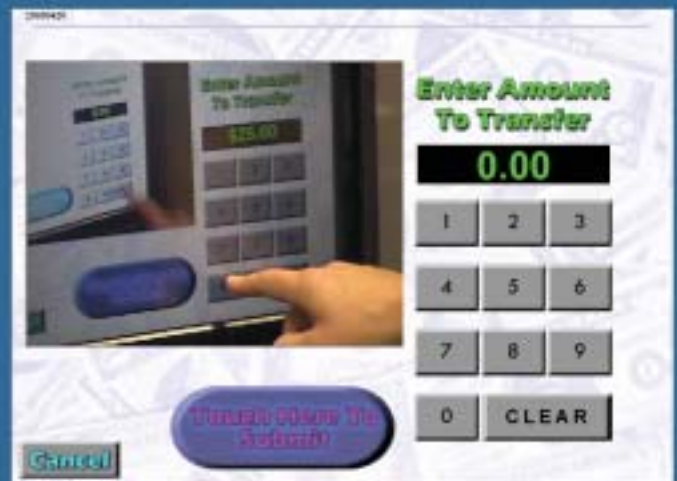 Enter Amount
To Transfer
$25.00
Enter Amount
To Transfer
0.00
1 2 3
4 5 6
7 8 9
0 CLEAR
Touch Here To
Submit
Cancel